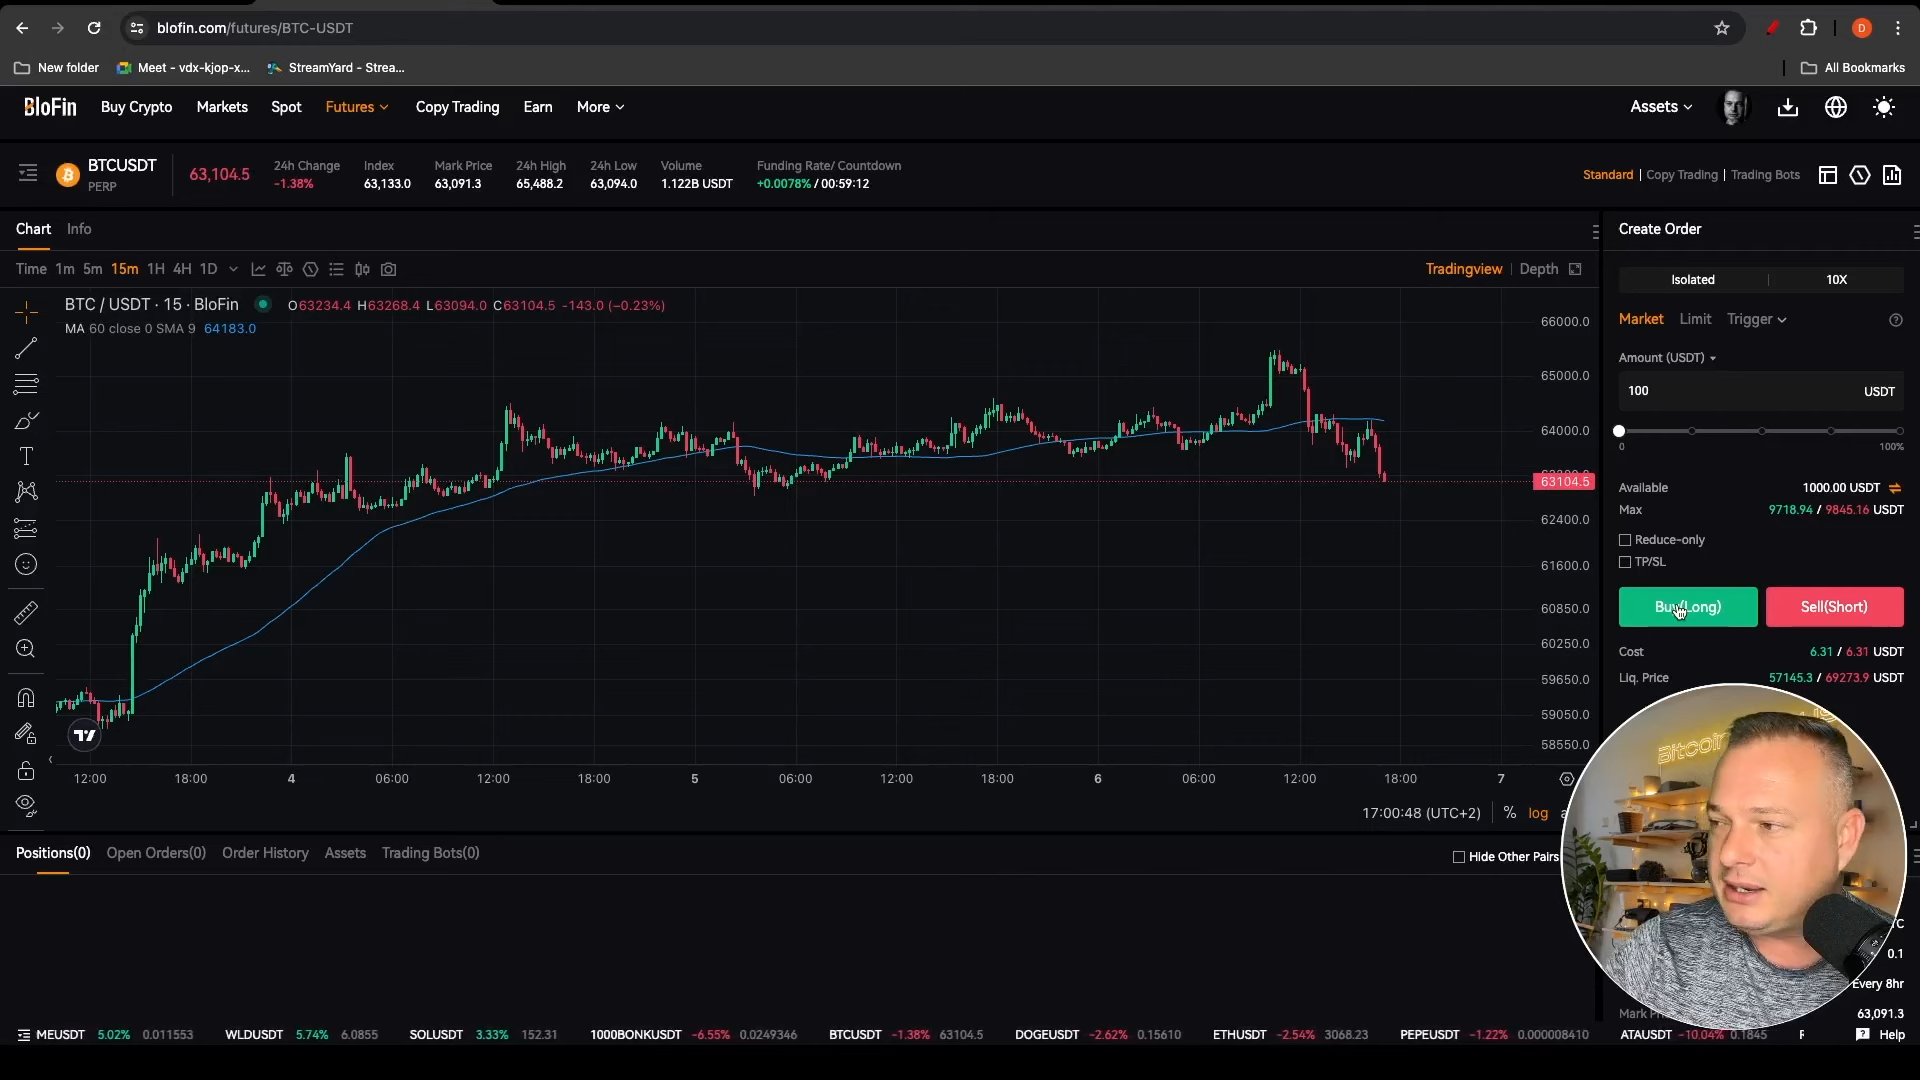 blofin.com/futures/BTC-USDT
D
New folder
Meet - vdx-kjop-x...
StreamYard - Strea...
All Bookmarks
BloFin Buy Crypto Markets Spot Futures Copy Trading Earn More
Assets
BTCUSDT
PERP
63,104.5
24h Change Index Mark Price 24h High 24h Low Volume Funding Rate/ Countdown
-1.38% 63,133.0 63,091.3 65,488.2 63,094.0 1.122B USDT +0.0078% / 00:59:12
Standard | Copy Trading | Trading Bots
Chart Info
Time 1m 5m 15m 1H 4H 1D
Tradingview | Depth
BTC / USDT · 15 · BloFin O63234.4 H63268.4 L63094.0 C63104.5 -143.0 (−0.23%)
MA 60 close 0 SMA 9 64183.0
66000.0
65000.0
64000.0
63104.5
62400.0
61600.0
60850.0
60250.0
59650.0
59050.0
58550.0
12:00 18:00 4 06:00 12:00 18:00 5 06:00 12:00 18:00 6 06:00 12:00 18:00 7
17:00:48 (UTC+2) % log
Create Order
Isolated 10X
Market Limit Trigger
Amount (USDT)
100 USDT
0 100%
Available 1000.00 USDT
Max 9718.94 / 9845.16 USDT
Reduce-only
TP/SL
Buy(Long) Sell(Short)
Cost 6.31 / 6.31 USDT
Liq. Price 57145.3 / 69273.9 USDT
Bitcoin
0.1
Every 8hr
63,091.3
Positions(0) Open Orders(0) Order History Assets Trading Bots(0)
Hide Other Pairs
MEUSDT 5.02% 0.011553 WLDUSDT 5.74% 6.0855 SOLUSDT 3.33% 152.31 1000BONKUSDT -6.55% 0.0249346 BTCUSDT -1.38% 63104.5 DOGEUSDT -2.62% 0.15610 ETHUSDT -2.54% 3068.23 PEPEUSDT -1.22% 0.000008410 ATAUSDT -10.04% 0.1845
Help